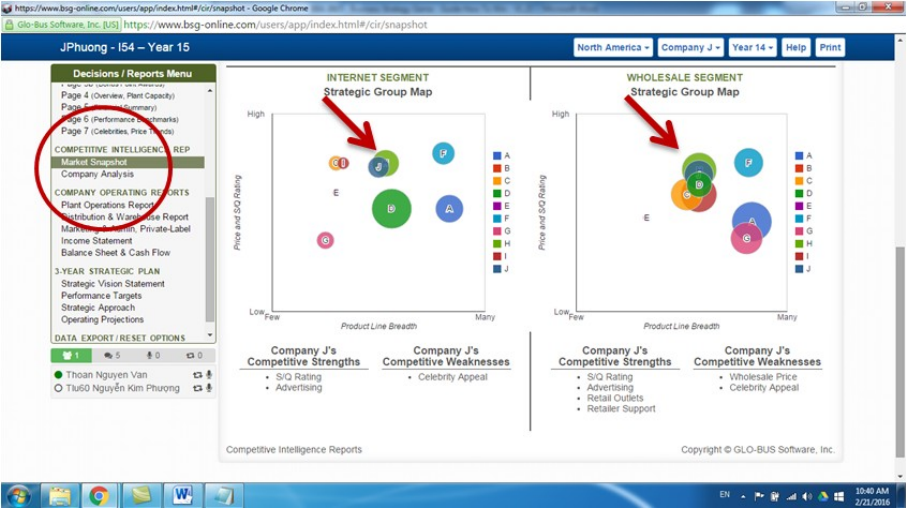 https://www.bsg-online.com/users/app/index.html#/cir/snapshot - Google Chrome
Glo-Bus Software, Inc. [US] https://www.bsg-online.com/users/app/index.html#/cir/snapshot
JPhuong - I54 – Year 15
North America Company J Year 14 Help Print
Decisions / Reports Menu
Page 4 (Overview, Plant Capacity)
Page 5 (Financial Summary)
Page 6 (Performance Benchmarks)
Page 7 (Celebrities, Price Trends)
COMPETITIVE INTELLIGENCE REP
Market Snapshot
Company Analysis
COMPANY OPERATING REPORTS
Plant Operations Report
Distribution & Warehouse Report
Marketing & Admin, Private-Label
Income Statement
Balance Sheet & Cash Flow
3-YEAR STRATEGIC PLAN
Strategic Vision Statement
Performance Targets
Strategic Approach
Operating Projections
DATA EXPORT / RESET OPTIONS
1 5 0 0
Thoan Nguyen Van
Tlu60 Nguyễn Kim Phượng
INTERNET SEGMENT
Strategic Group Map
High
Price and S/Q Rating
Low
Few
Many
Product Line Breadth
C I J F
E
D A
G
A
B
C
D
E
F
G
H
I
J
Company J's
Competitive Strengths
• S/Q Rating
• Advertising
Company J's
Competitive Weaknesses
• Celebrity Appeal
WHOLESALE SEGMENT
Strategic Group Map
High
Price and S/Q Rating
Low
Few
Many
Product Line Breadth
F
D
C
E
A
G
A
B
C
D
E
F
G
H
I
J
Company J's
Competitive Strengths
• S/Q Rating
• Advertising
• Retail Outlets
• Retailer Support
Company J's
Competitive Weaknesses
• Wholesale Price
• Celebrity Appeal
Competitive Intelligence Reports
Copyright © GLO-BUS Software, Inc.
EN
10:40 AM
2/21/2016